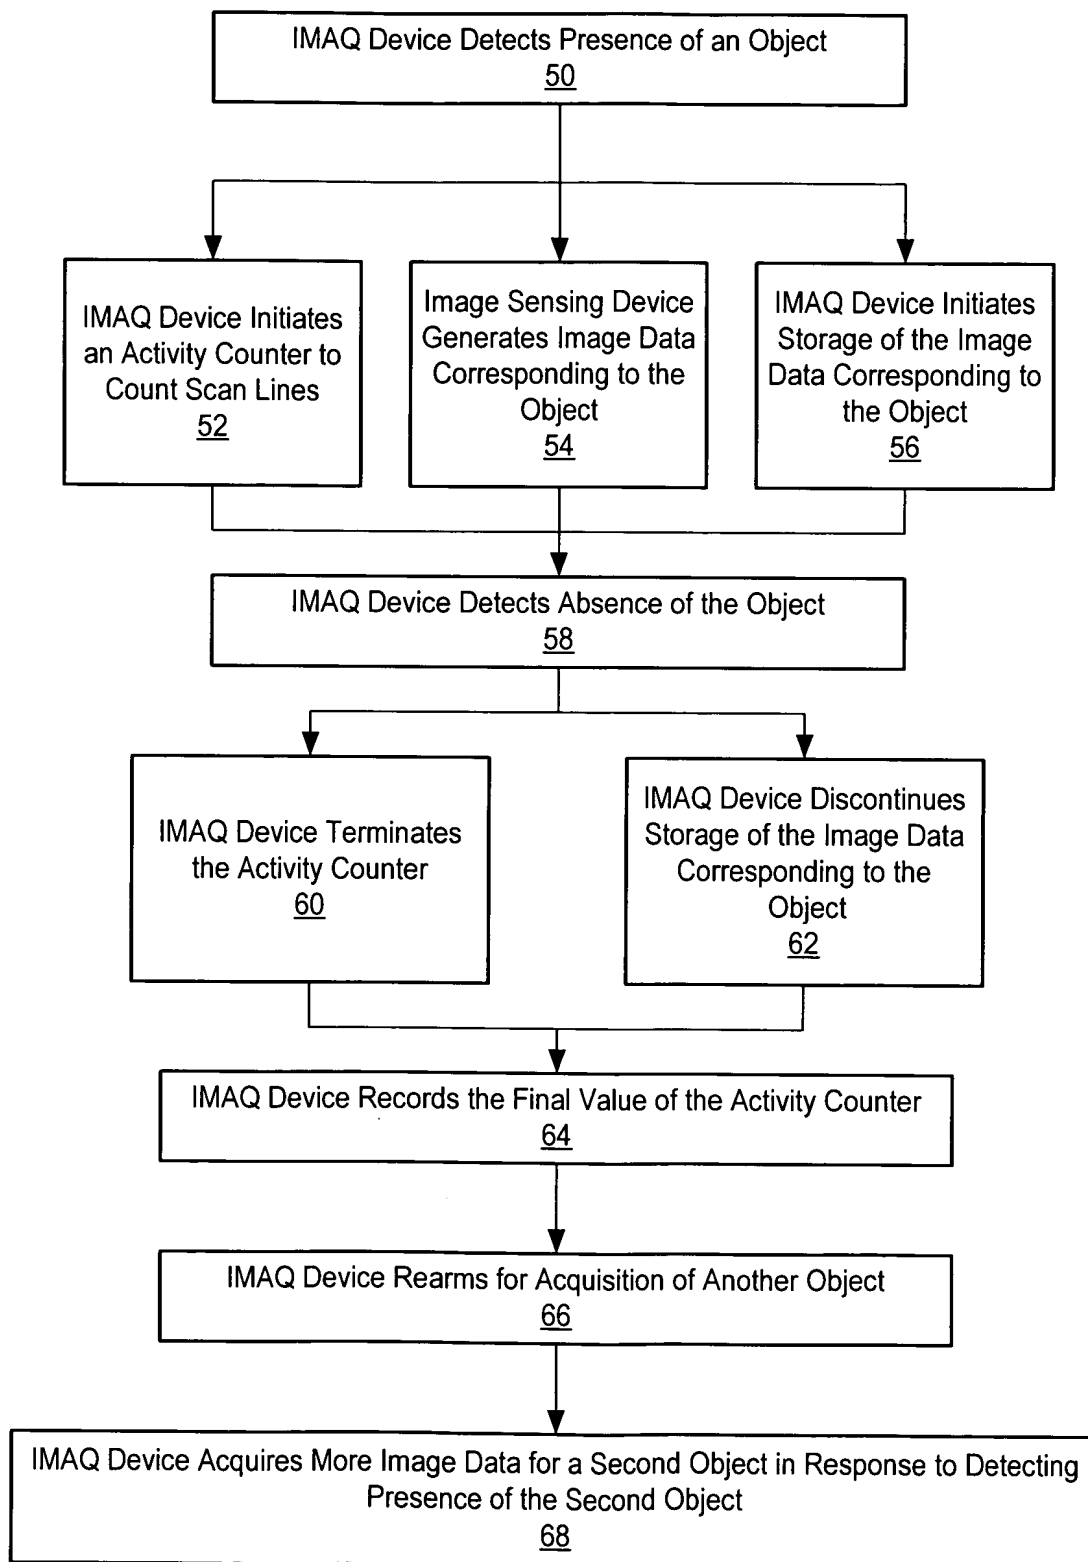 IMAQ Device Detects Presence of an Object
50
IMAQ Device Initiates
an Activity Counter to
Count Scan Lines
52
Image Sensing Device
Generates Image Data
Corresponding to the
Object
54
IMAQ Device Initiates
Storage of the Image
Data Corresponding to
the Object
56
IMAQ Device Detects Absence of the Object
58
IMAQ Device Terminates
the Activity Counter
60
IMAQ Device Discontinues
Storage of the Image Data
Corresponding to the
Object
62
IMAQ Device Records the Final Value of the Activity Counter
64
IMAQ Device Rearms for Acquisition of Another Object
66
IMAQ Device Acquires More Image Data for a Second Object in Response to Detecting
Presence of the Second Object
68